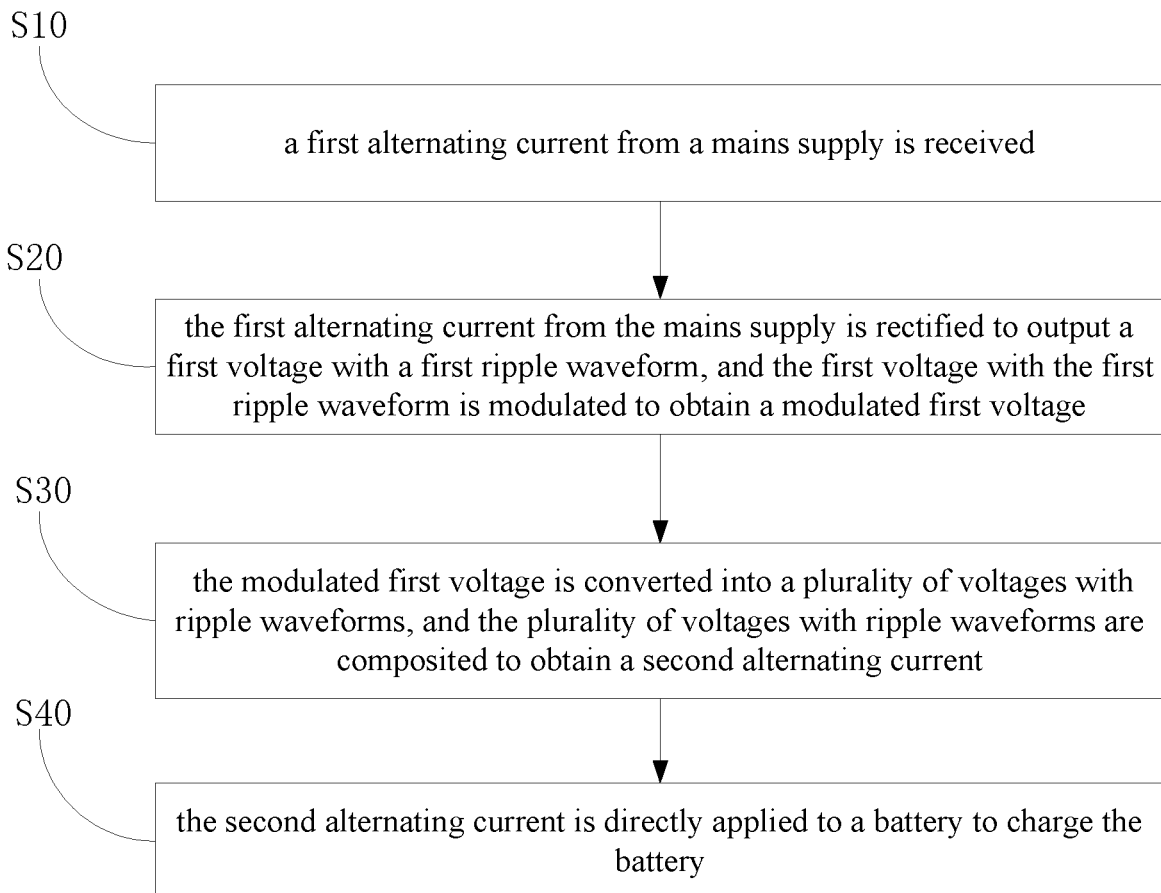 S10
a first alternating current from a mains supply is received
S20
the first alternating current from the mains supply is rectified to output a
first voltage with a first ripple waveform, and the first voltage with the first
ripple waveform is modulated to obtain a modulated first voltage
S30
the modulated first voltage is converted into a plurality of voltages with
ripple waveforms, and the plurality of voltages with ripple waveforms are
composited to obtain a second alternating current
S40
the second alternating current is directly applied to a battery to charge the
battery